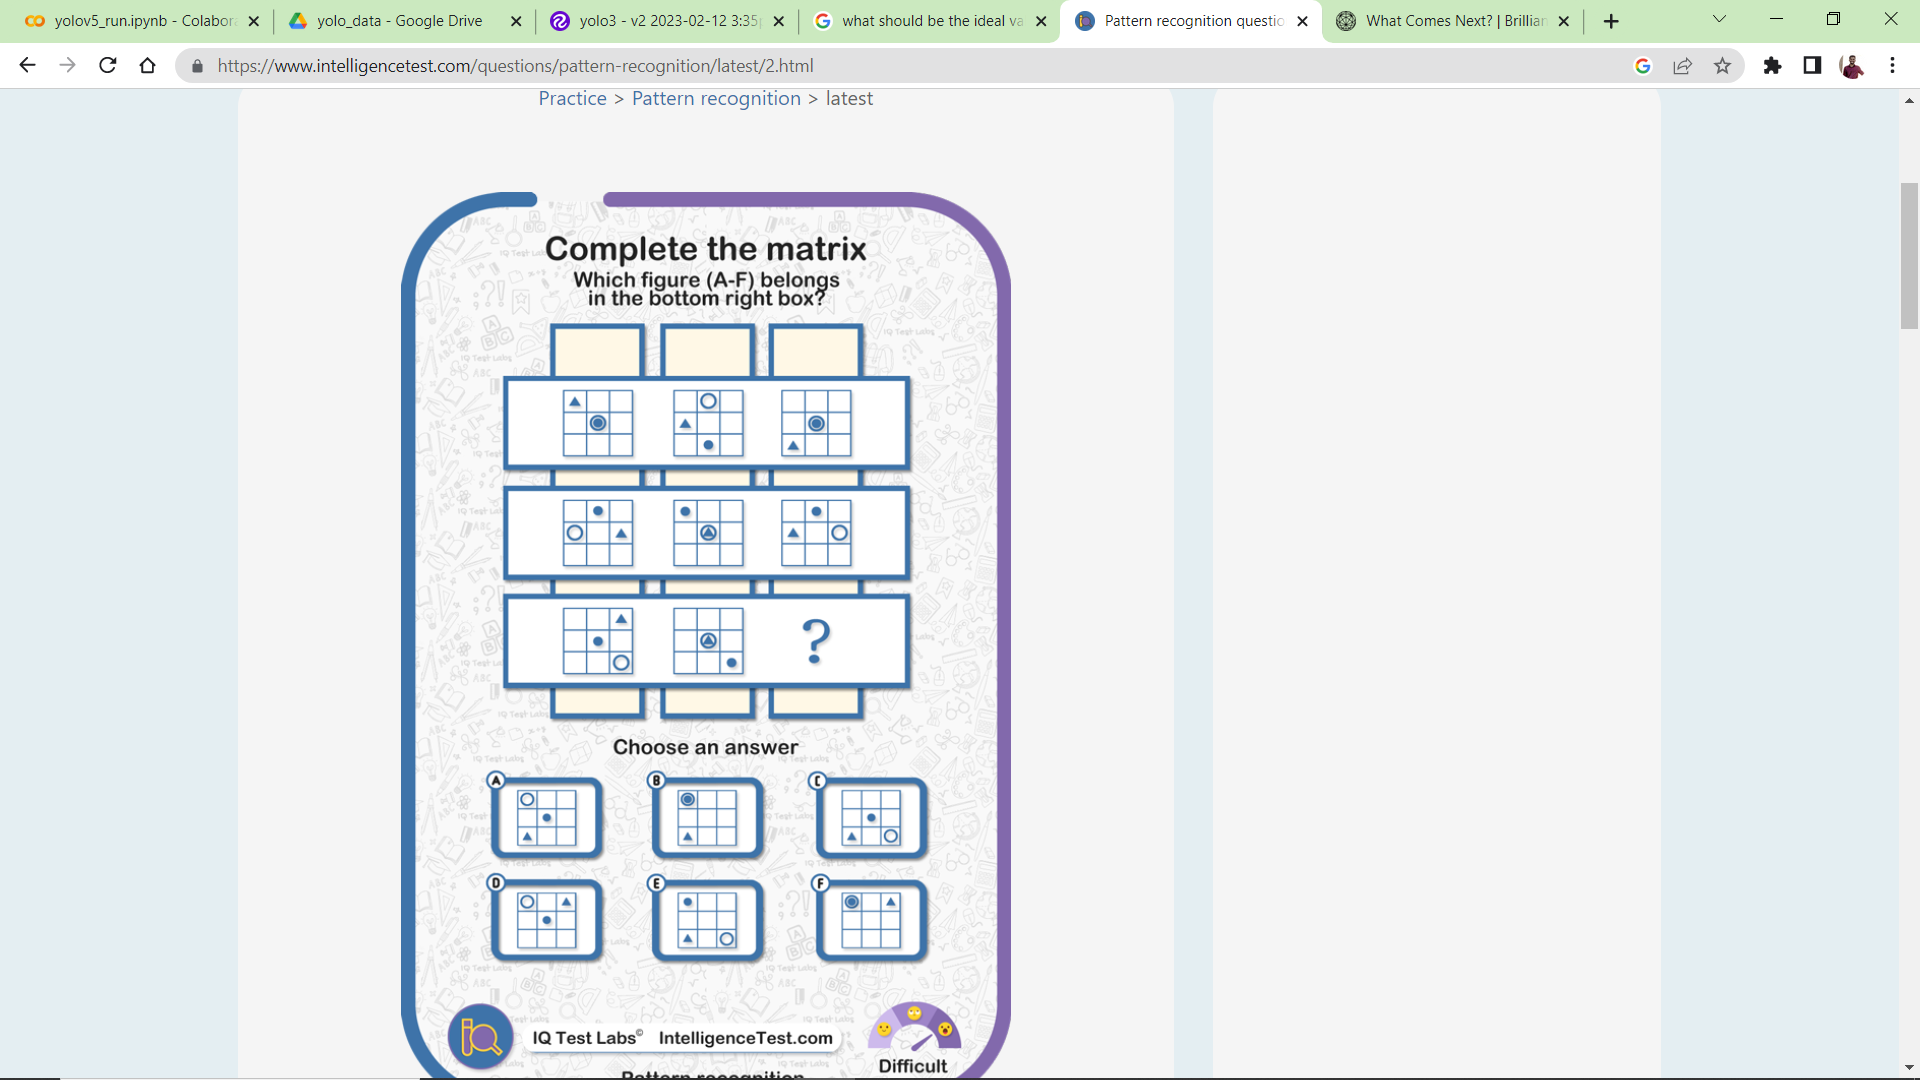 yolov5_run.ipynb - Colabora
yolo_data - Google Drive
yolo3 - v2 2023-02-12 3:35p
what should be the ideal va
Pattern recognition questio
What Comes Next? | Brillian
https://www.intelligencetest.com/questions/pattern-recognition/latest/2.html
Practice > Pattern recognition > latest
Complete the matrix
Which figure (A-F) belongs
in the bottom right box?
?
Choose an answer
A
B
C
D
E
F
IQ Test Labs© IntelligenceTest.com
Difficult
Pattern recognition